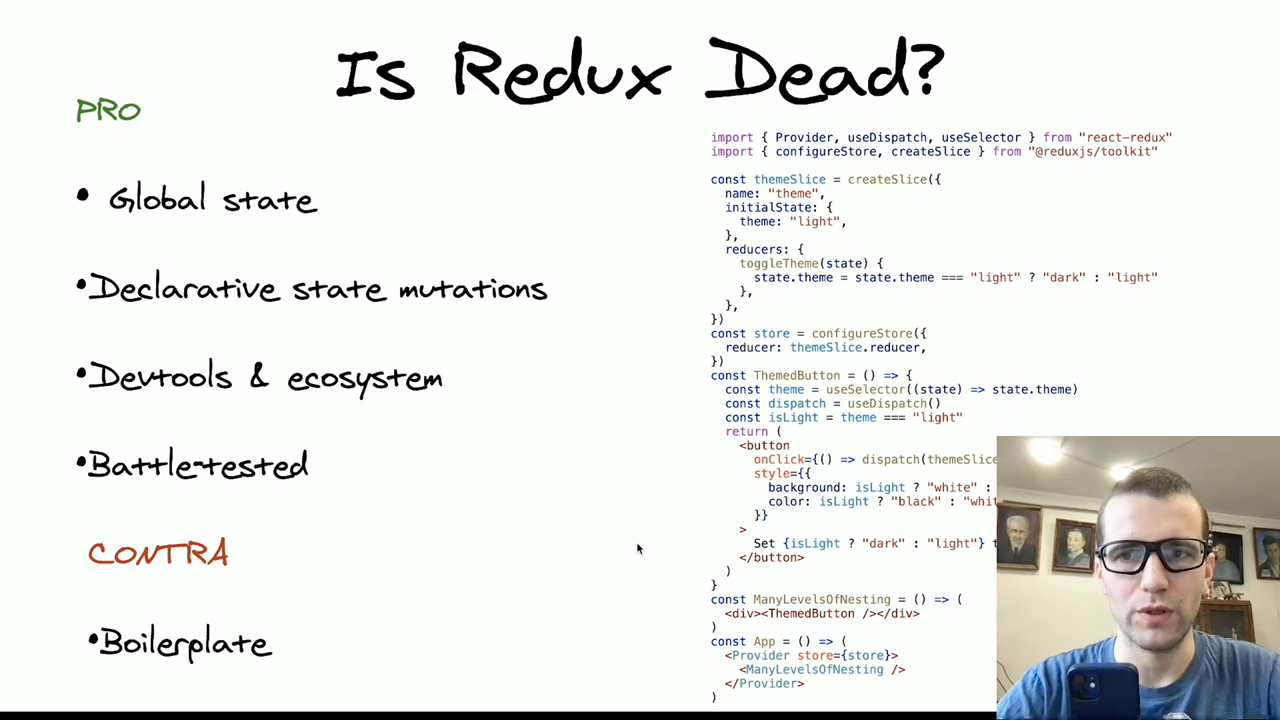 Is Redux Dead?
PRO
• Global state
•Declarative state mutations
•Devtools & ecosystem
•Battle-tested
CONTRA
•Boilerplate
import { Provider, useDispatch, useSelector } from "react-redux"
import { configureStore, createSlice } from "@reduxjs/toolkit"
const themeSlice = createSlice({
name: "theme",
initialState: {
theme: "light",
},
reducers: {
toggleTheme(state) {
state.theme = state.theme === "light" ? "dark" : "light"
},
},
})
const store = configureStore({
reducer: themeSlice.reducer,
})
const ThemedButton = () => {
const theme = useSelector((state) => state.theme)
const dispatch = useDispatch()
const isLight = theme === "light"
return (
<button
onClick={() => dispatch(themeSlice
style={{
background: isLight ? "white" :
color: isLight ? "black" : "whit
}}
>
Set {isLight ? "dark" : "light"} t
</button>
)
}
const ManyLevelsOfNesting = () => (
<div><ThemedButton /></div>
)
const App = () => (
<Provider store={store}>
<ManyLevelsOfNesting />
</Provider>
)